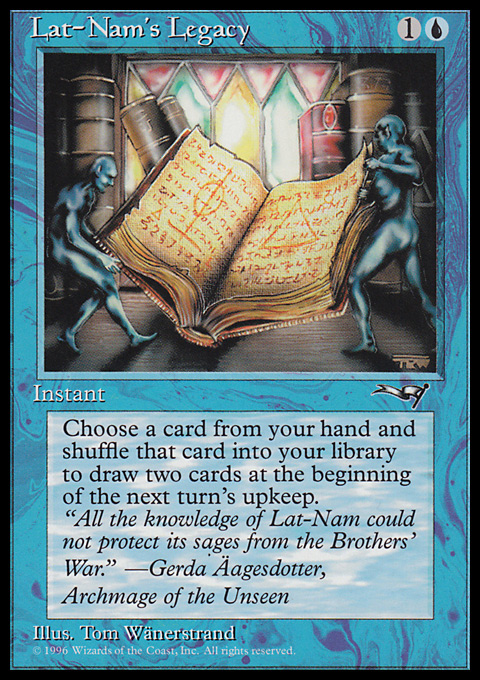 Lat-Nam's Legacy 1
TEW
Instant
Choose a card from your hand and
shuffle that card into your library
to draw two cards at the beginning
of the next turn's upkeep.
“All the knowledge of Lat-Nam could
not protect its sages from the Brothers’
War.” —Gerda Äagesdotter,
Archmage of the Unseen
Illus. Tom Wänerstrand
© 1996 Wizards of the Coast, Inc. All rights reserved.